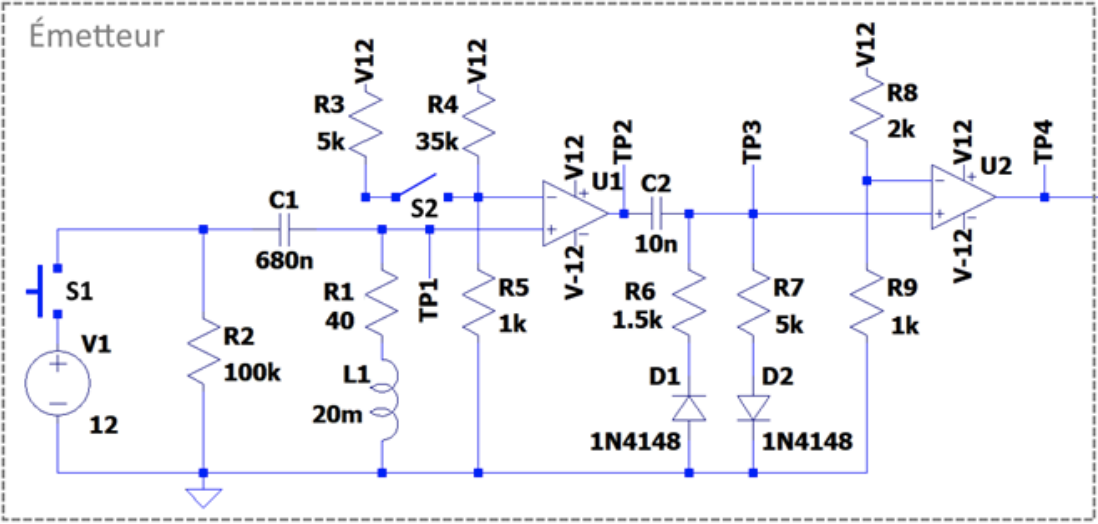 Émetteur
V12
V12
V12
R3
5k
R4
35k
R8
2k
V12
TP2
TP3
V12
TP4
+
U1
C2
+
U2
C1
S2
−
−
680n
+
10n
+
−
−
V-12
V-12
S1
R1
40
TP1
R5
1k
R6
1.5k
R7
5k
R9
1k
R2
100k
V1
+
−
12
L1
20m
D1
D2
1N4148
1N4148